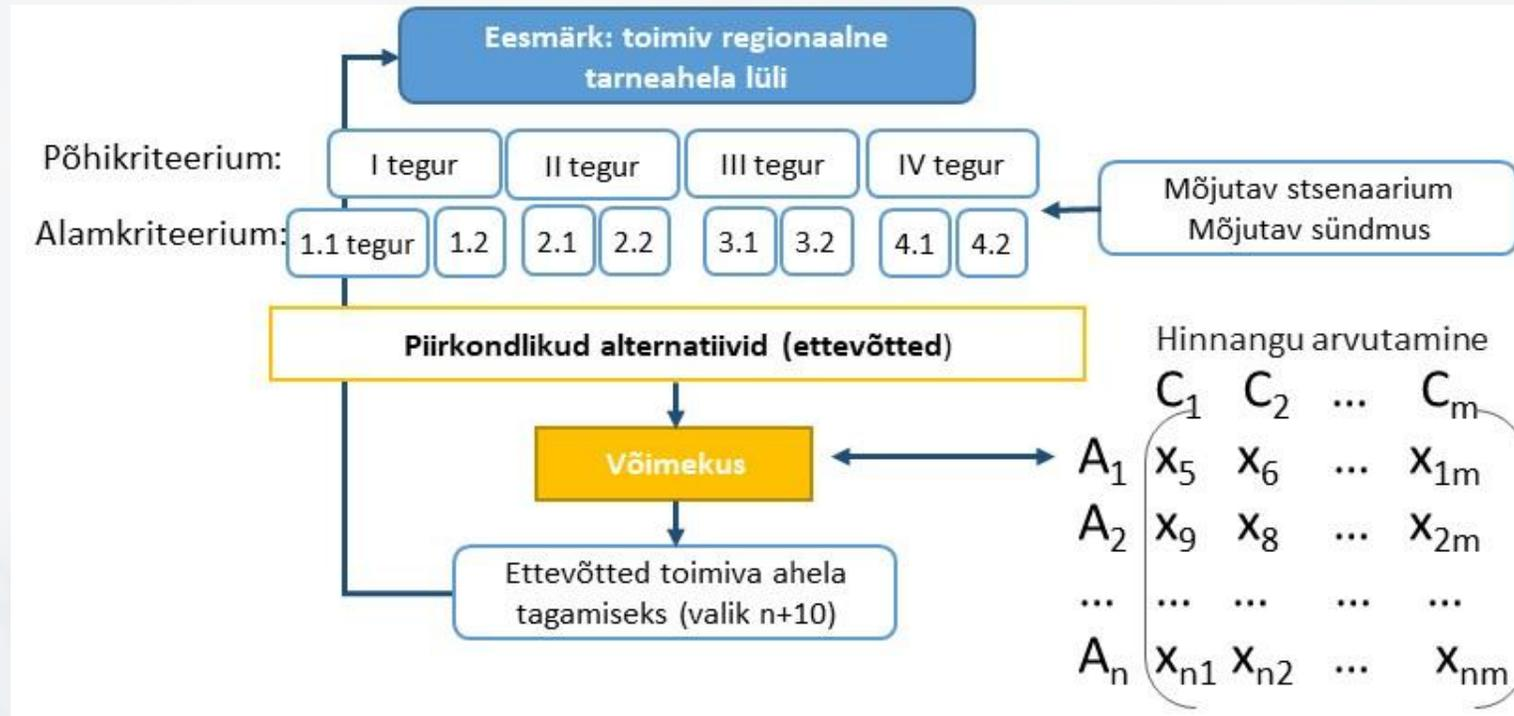 Eesmärk: toimiv regionaalne
tarneahela lüli
Põhikriteerium:
I tegur II tegur III tegur IV tegur
Alamkriteerium:
1.1 tegur 1.2 2.1 2.2 3.1 3.2 4.1 4.2
Mõjutav stsenaarium
Mõjutav sündmus
Piirkondlikud alternatiivid (ettevõtted)
Võimekus
Ettevõtted toimiva ahela
tagamiseks (valik n+10)
Hinnangu arvutamine
C₁ C₂ ... Cₘ
A₁ x₅ x₆ ... x₁ₘ
A₂ x₉ x₈ ... x₂ₘ
... ... ... ... ...
Aₙ xₙ₁ xₙ₂ ... xₙₘ